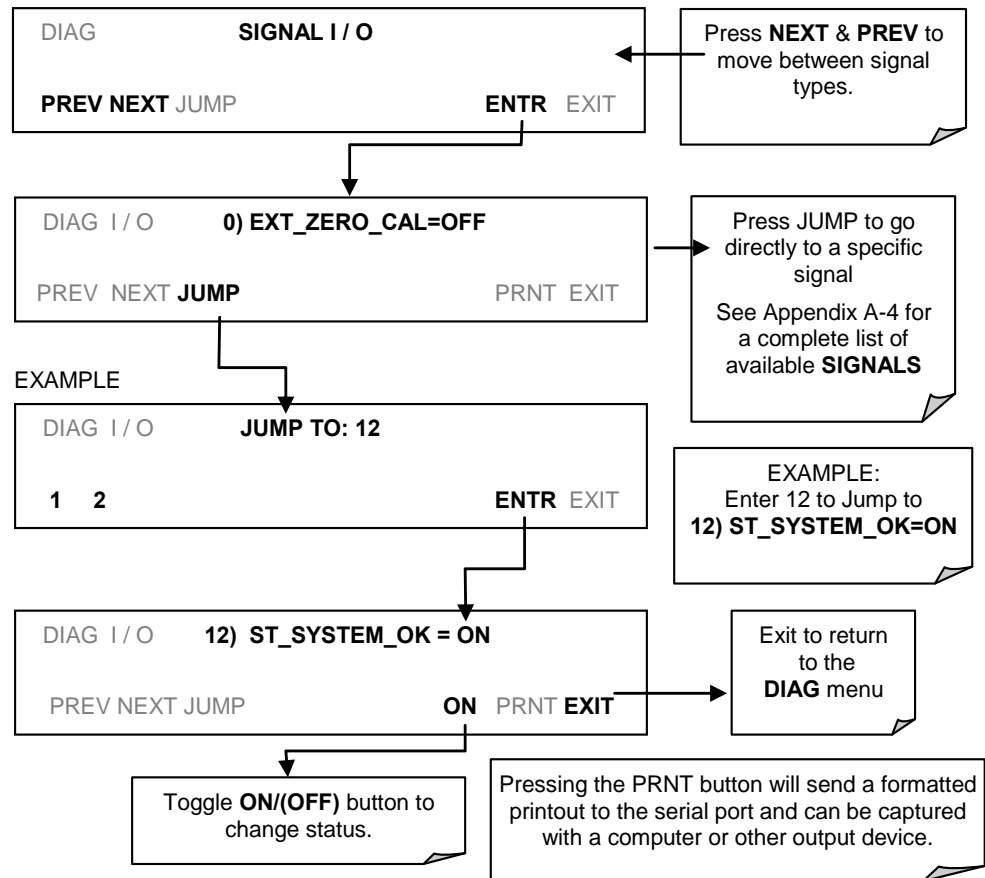 DIAG SIGNAL I / O
PREV NEXT JUMP ENTR EXIT
Press NEXT & PREV to
move between signal
types.
DIAG I / O 0) EXT_ZERO_CAL=OFF
PREV NEXT JUMP PRNT EXIT
Press JUMP to go
directly to a specific
signal
See Appendix A-4 for
a complete list of
available SIGNALS
EXAMPLE
DIAG I / O JUMP TO: 12
1 2 ENTR EXIT
EXAMPLE:
Enter 12 to Jump to
12) ST_SYSTEM_OK=ON
DIAG I / O 12) ST_SYSTEM_OK = ON
PREV NEXT JUMP ON PRNT EXIT
Exit to return
to the
DIAG menu
Toggle ON/(OFF) button to
change status.
Pressing the PRNT button will send a formatted
printout to the serial port and can be captured
with a computer or other output device.